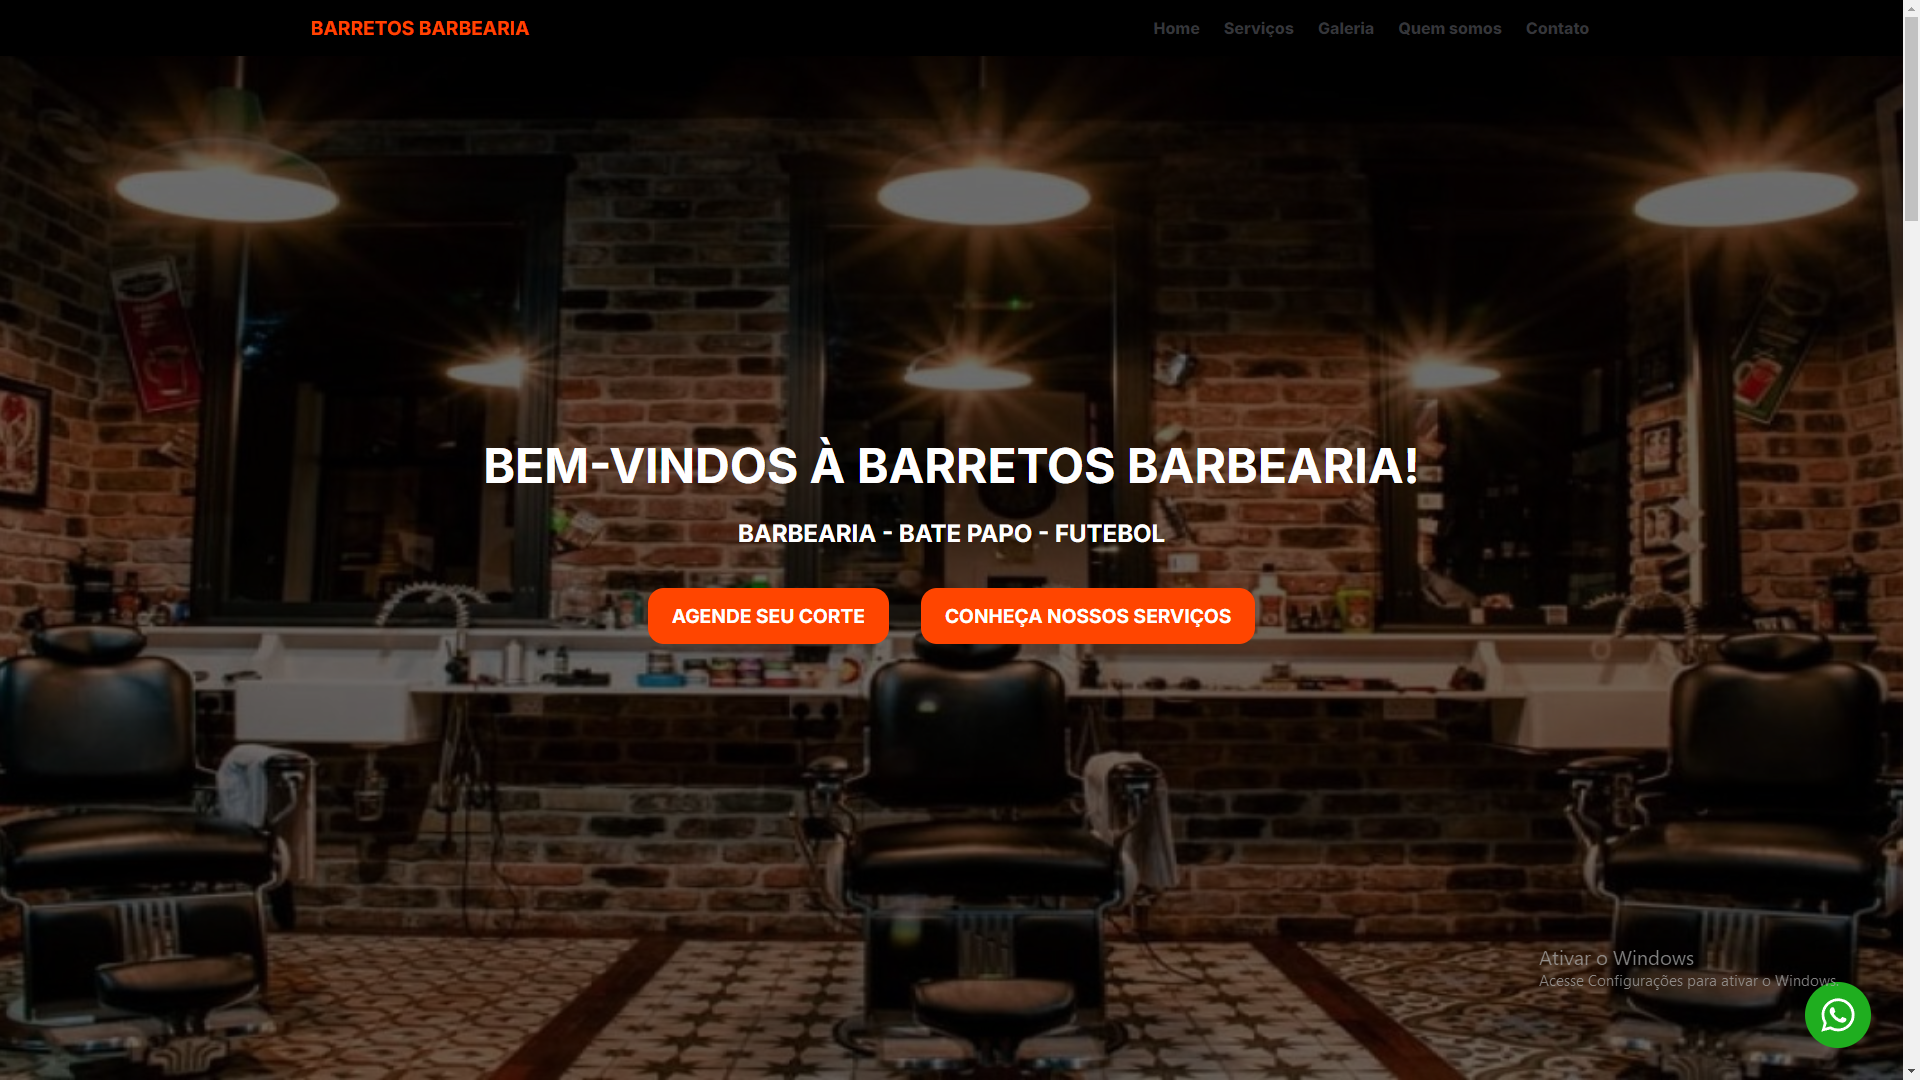 BARRETOS BARBEARIA
Home Serviços Galeria Quem somos Contato
BEM-VINDOS À BARRETOS BARBEARIA!
BARBEARIA - BATE PAPO - FUTEBOL
AGENDE SEU CORTE
CONHEÇA NOSSOS SERVIÇOS
Ativar o Windows
Acesse Configurações para ativar o Windows.